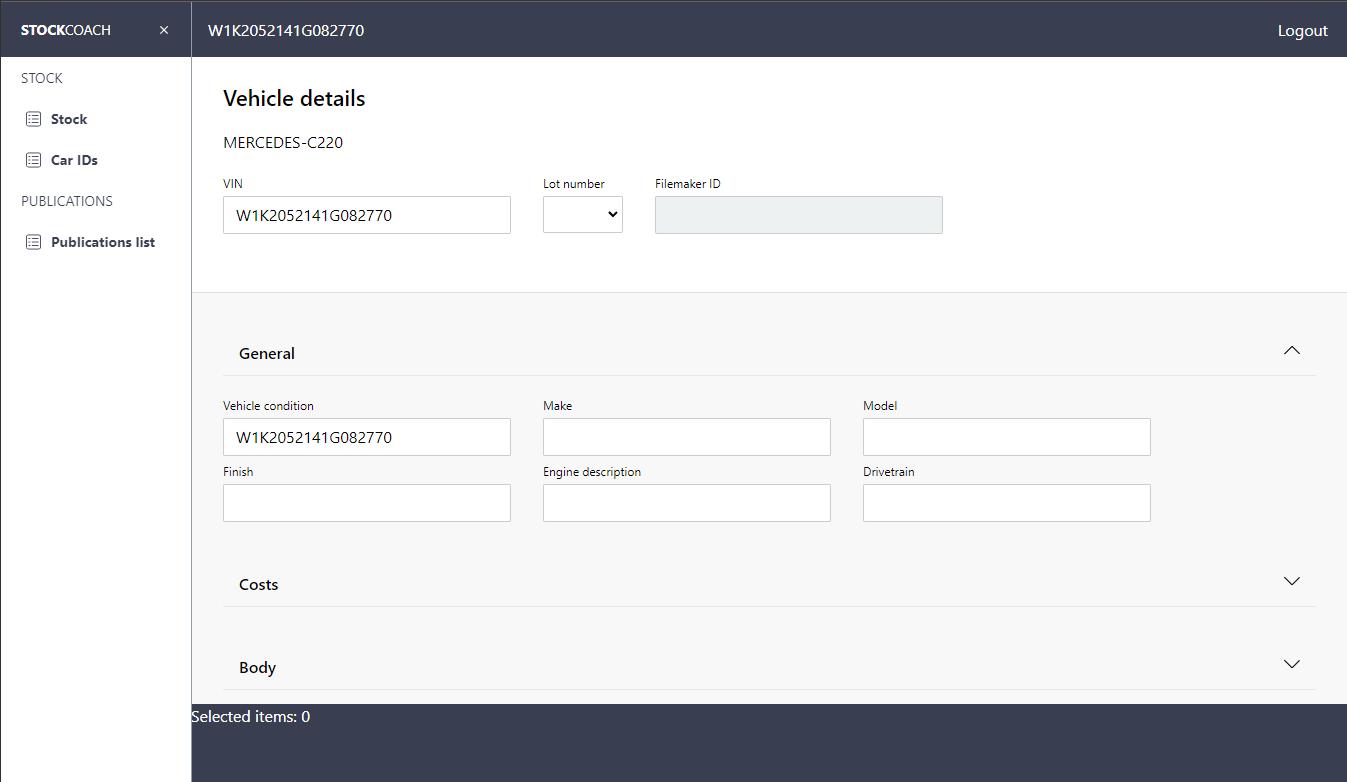 STOCKCOACH ×
W1K2052141G082770
Logout
STOCK
Stock
Car IDs
PUBLICATIONS
Publications list
Vehicle details
MERCEDES-C220
VIN Lot number Filemaker ID
W1K2052141G082770
General
Vehicle condition Make Model
W1K2052141G082770
Finish Engine description Drivetrain
Costs
Body
Selected items: 0